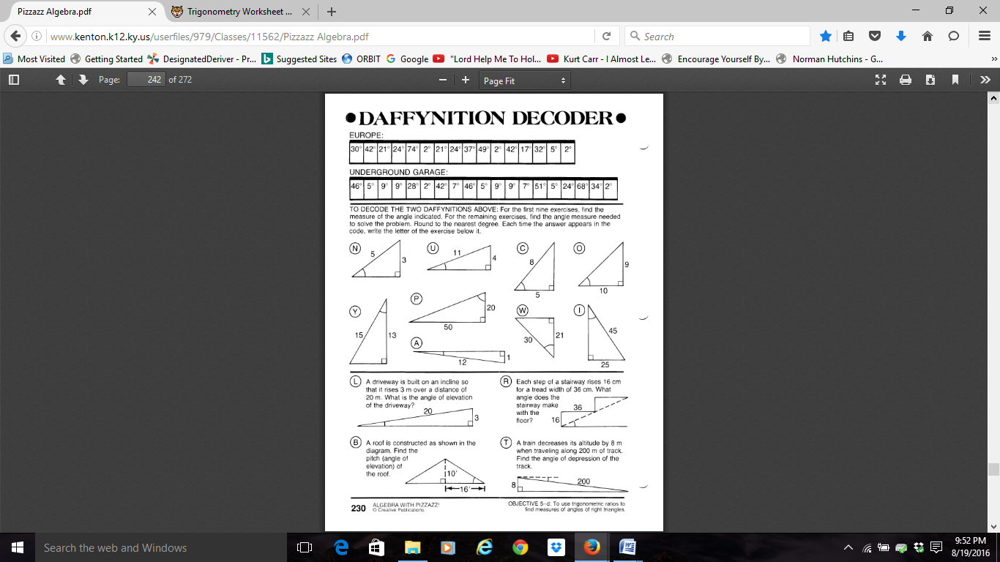 Pizzazz Algebra.pdf
Trigonometry Worksheet ...
www.kenton.k12.ky.us/userfiles/979/Classes/11562/Pizzazz Algebra.pdf
Search
Most Visited Getting Started DesignatedDeriver - Pr... Suggested Sites ORBIT Google "Lord Help Me To Hol... Kurt Carr - I Almost Le... Encourage Yourself By... Norman Hutchins - G...
Page: 242 of 272
Page Fit
DAFFYNITION DECODER
EUROPE:
30° 42° 21° 24° 74° 2° 21° 24° 37° 49° 2° 42° 17° 32° 5° 2°
UNDERGROUND GARAGE:
46° 5° 9° 9° 28° 2° 42° 7° 46° 5° 9° 9° 7° 51° 5° 24° 68° 34° 2°
TO DECODE THE TWO DAFFYNITIONS ABOVE: For the first nine exercises, find the
measure of the angle indicated. For the remaining exercises, find the angle measure needed
to solve the problem. Round to the nearest degree. Each time the answer appears in the
code, write the letter of the exercise below it.
N 5 3
U 11 4
C 8 5
O 9 10
Y 15 13
P 20 50
A 12 1
W 30 21
I 45 25
L A driveway is built on an incline so
that it rises 3 m over a distance of
20 m. What is the angle of elevation
of the driveway?
20
3
R Each step of a stairway rises 16 cm
for a tread width of 36 cm. What
angle does the
stairway make
with the
floor?
36
16
B A roof is constructed as shown in the
diagram. Find the
pitch (angle of
elevation) of
the roof.
10'
16'
T A train decreases its altitude by 8 m
when traveling along 200 m of track.
Find the angle of depression of the
track.
200
8
230 ALGEBRA WITH PIZZAZZ!
© Creative Publications
OBJECTIVE 5–d: To use trigonometric ratios to
find measures of angles of right triangles.
Search the web and Windows
9:52 PM
8/19/2016